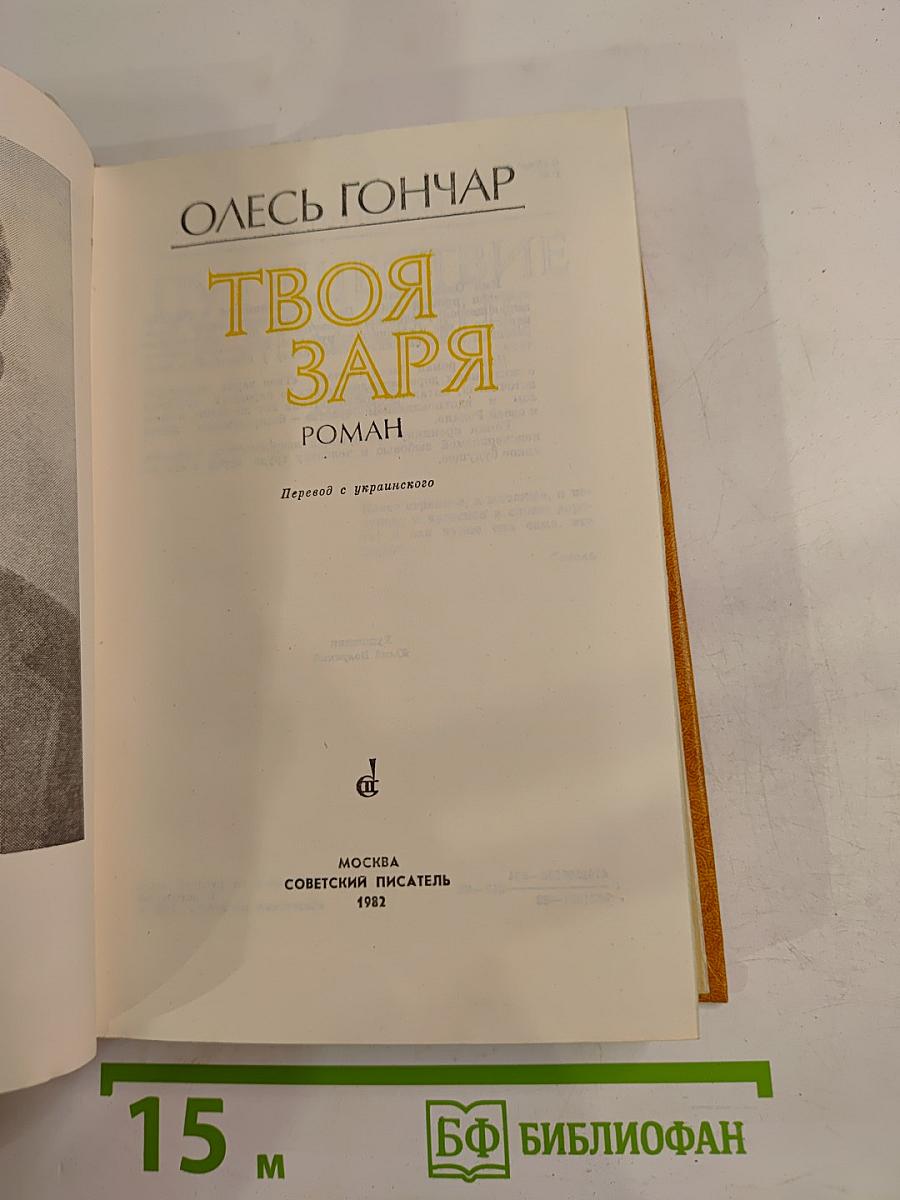 ОЛЕСЬ ГОНЧАР
ТВОЯ
ЗАРЯ
РОМАН
Перевод с украинского
МОСКВА
СОВЕТСКИЙ ПИСАТЕЛЬ
1982
15 м
БФ БИБЛИОФАН